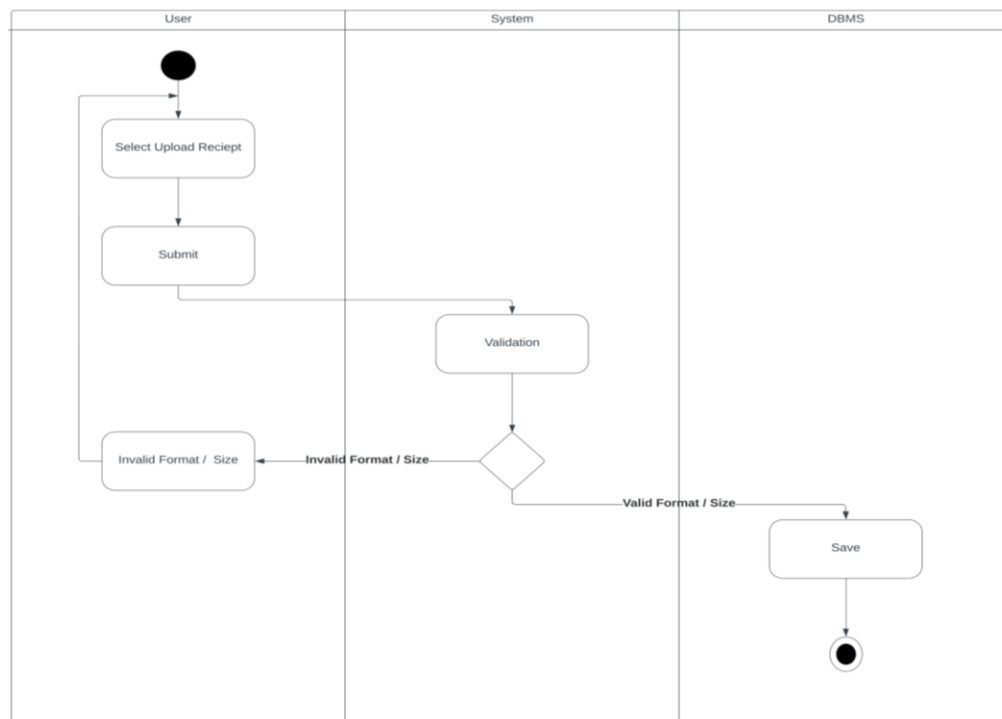 User
System
DBMS
Select Upload Reciept
Submit
Validation
Invalid Format /  Size
Invalid Format / Size
Valid Format / Size
Save